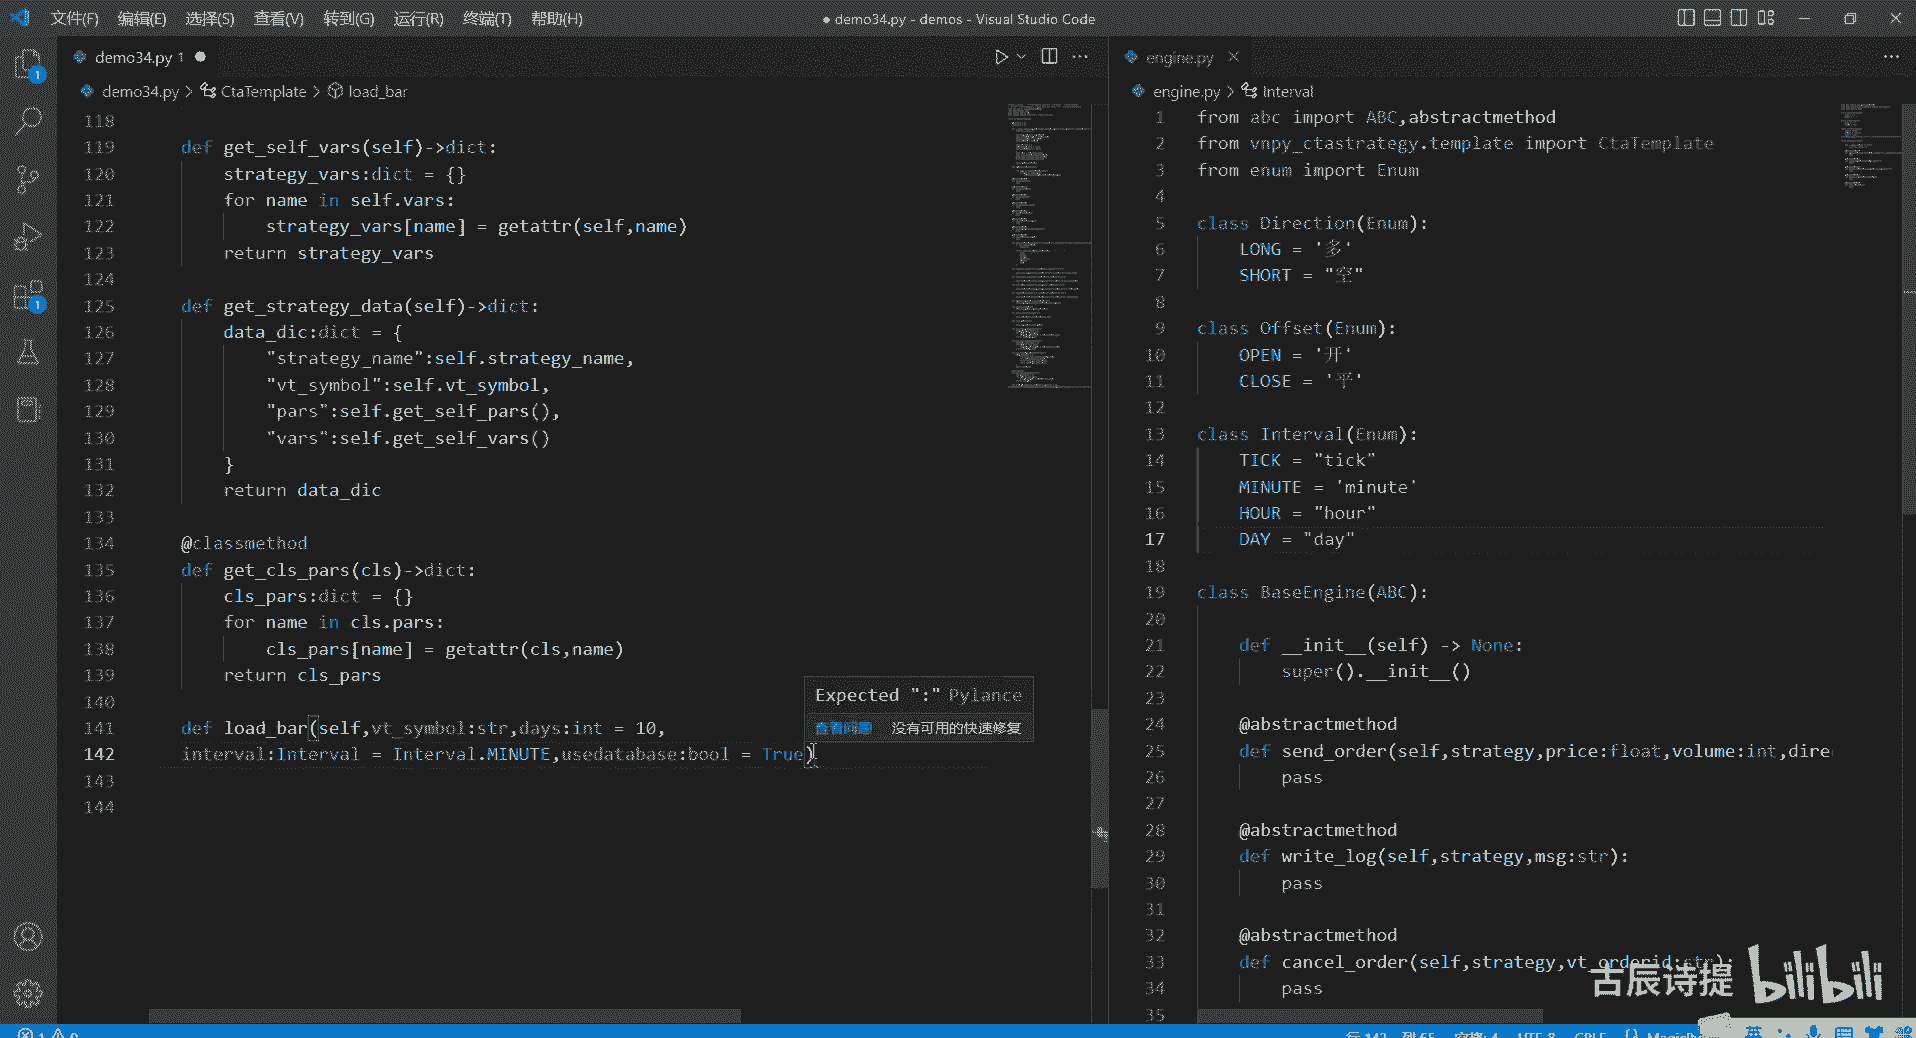 文件(F) 编辑(E) 选择(S) 查看(V) 转到(G) 运行(R) 终端(T) 帮助(H)
● demo34.py - demos - Visual Studio Code
demo34.py 1 ●
demo34.py > CtaTemplate > load_bar
118
119 def get_self_vars(self)->dict:
120 strategy_vars:dict = {}
121 for name in self.vars:
122 strategy_vars[name] = getattr(self,name)
123 return strategy_vars
124
125 def get_strategy_data(self)->dict:
126 data_dic:dict = {
127 "strategy_name":self.strategy_name,
128 "vt_symbol":self.vt_symbol,
129 "pars":self.get_self_pars(),
130 "vars":self.get_self_vars()
131 }
132 return data_dic
133
134 @classmethod
135 def get_cls_pars(cls)->dict:
136 cls_pars:dict = {}
137 for name in cls.pars:
138 cls_pars[name] = getattr(cls,name)
139 return cls_pars
140
141 def load_bar(self,vt_symbol:str,days:int = 10,
142 interval:Interval = Interval.MINUTE,usedatabase:bool = True)
143
144
Expected ":" Pylance
查看问题 没有可用的快速修复
engine.py
engine.py > Interval
1 from abc import ABC,abstractmethod
2 from vnpy_ctastrategy.template import CtaTemplate
3 from enum import Enum
4
5 class Direction(Enum):
6 LONG = '多'
7 SHORT = "空"
8
9 class Offset(Enum):
10 OPEN = '开'
11 CLOSE = '平'
12
13 class Interval(Enum):
14 TICK = "tick"
15 MINUTE = 'minute'
16 HOUR = "hour"
17 DAY = "day"
18
19 class BaseEngine(ABC):
20
21 def __init__(self) -> None:
22 super().__init__()
23
24 @abstractmethod
25 def send_order(self,strategy,price:float,volume:int,dire
26 pass
27
28 @abstractmethod
29 def write_log(self,strategy,msg:str):
30 pass
31
32 @abstractmethod
33 def cancel_order(self,strategy,vt_orderid:str):
34 pass
35
古辰诗提 bilibili